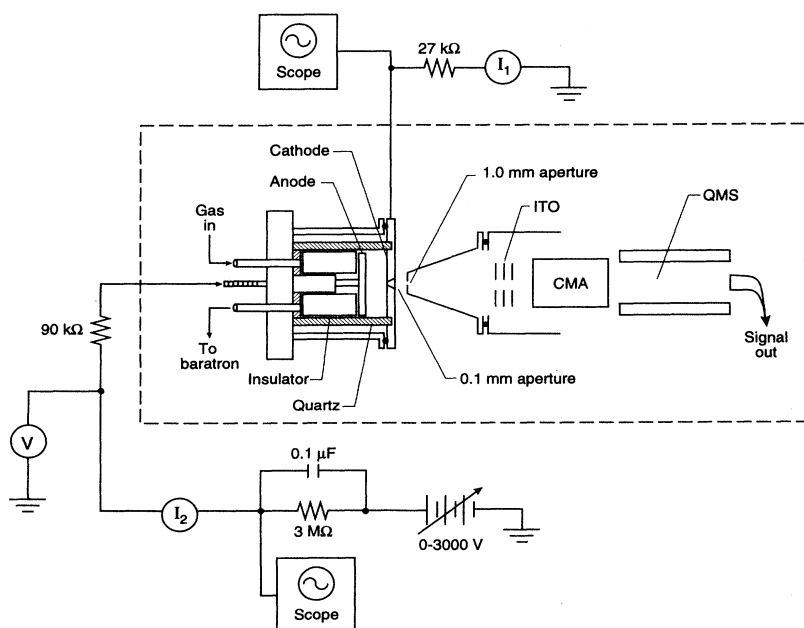 Scope
27 kΩ
I1
Cathode
Anode
1.0 mm aperture
ITO
QMS
Gas
in
CMA
90 kΩ
To
baratron
Insulator
Quartz
0.1 mm aperture
Signal
out
V
0.1 µF
I2
3 MΩ
0-3000 V
Scope